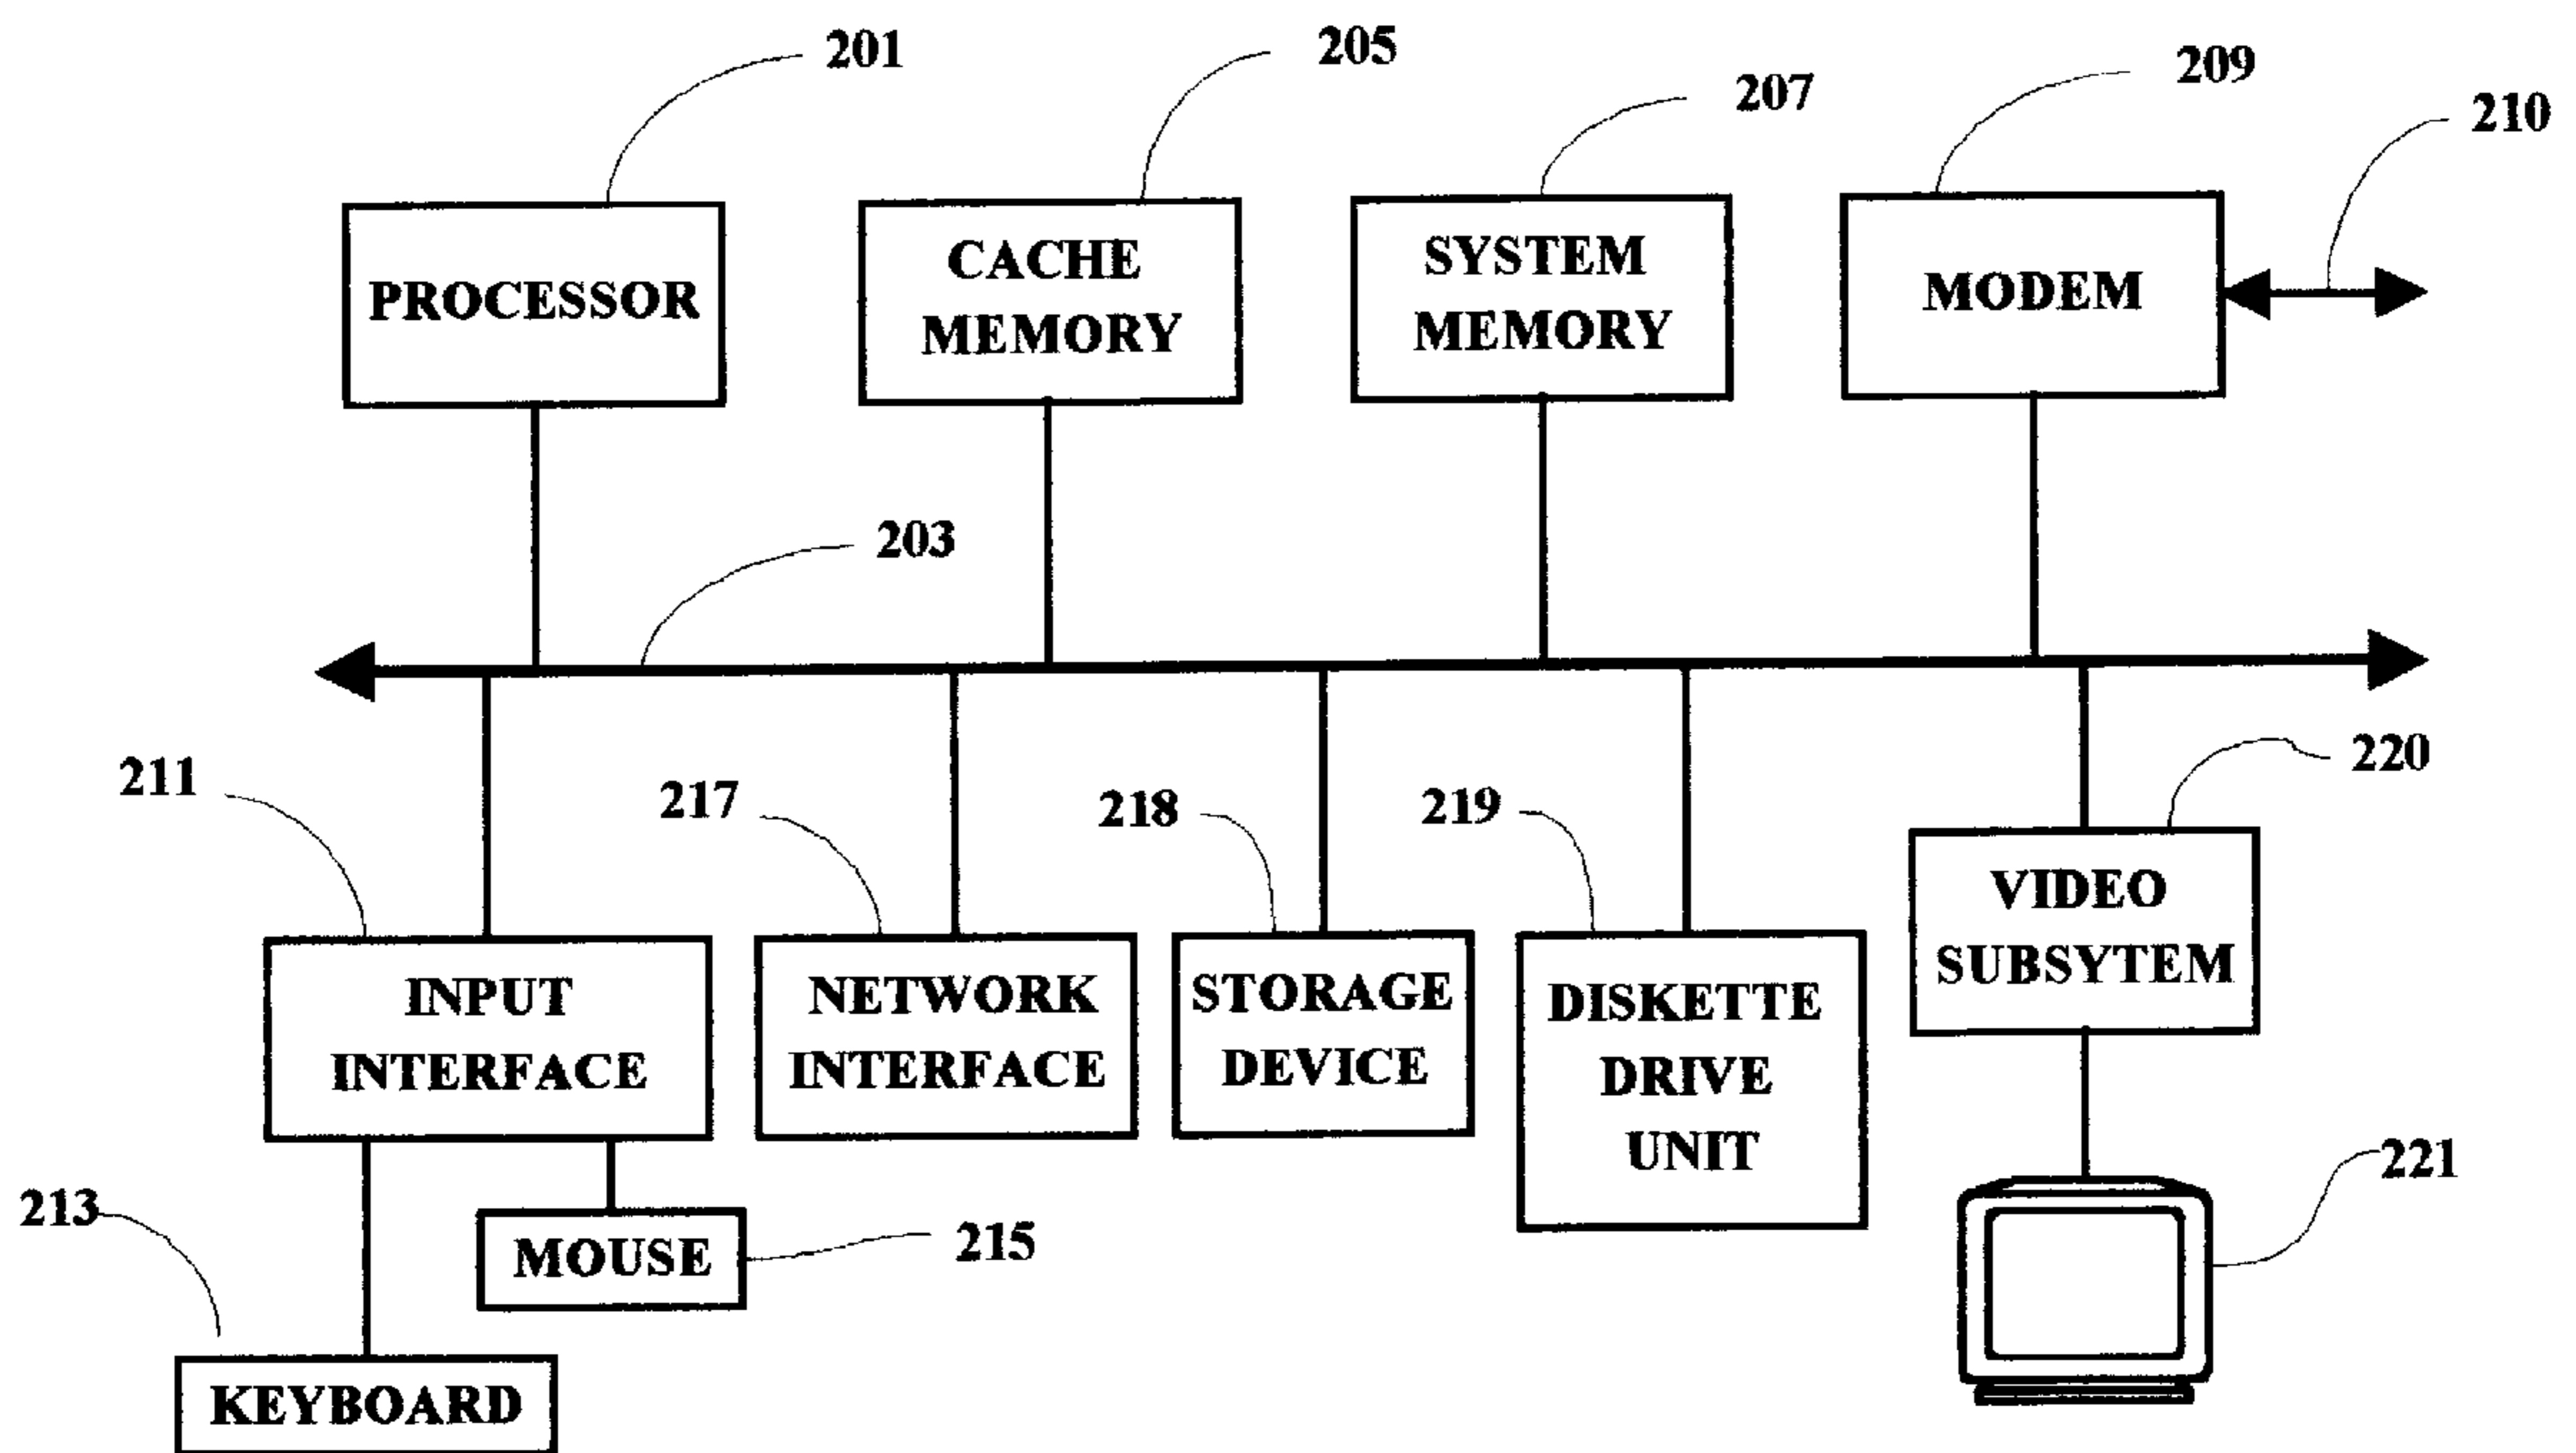 201
205
207
209
210
PROCESSOR
CACHE
MEMORY
SYSTEM
MEMORY
MODEM
203
211
217
218
219
220
INPUT
INTERFACE
NETWORK
INTERFACE
STORAGE
DEVICE
DISKETTE
DRIVE
UNIT
VIDEO
SUBSYTEM
213
MOUSE
215
221
KEYBOARD